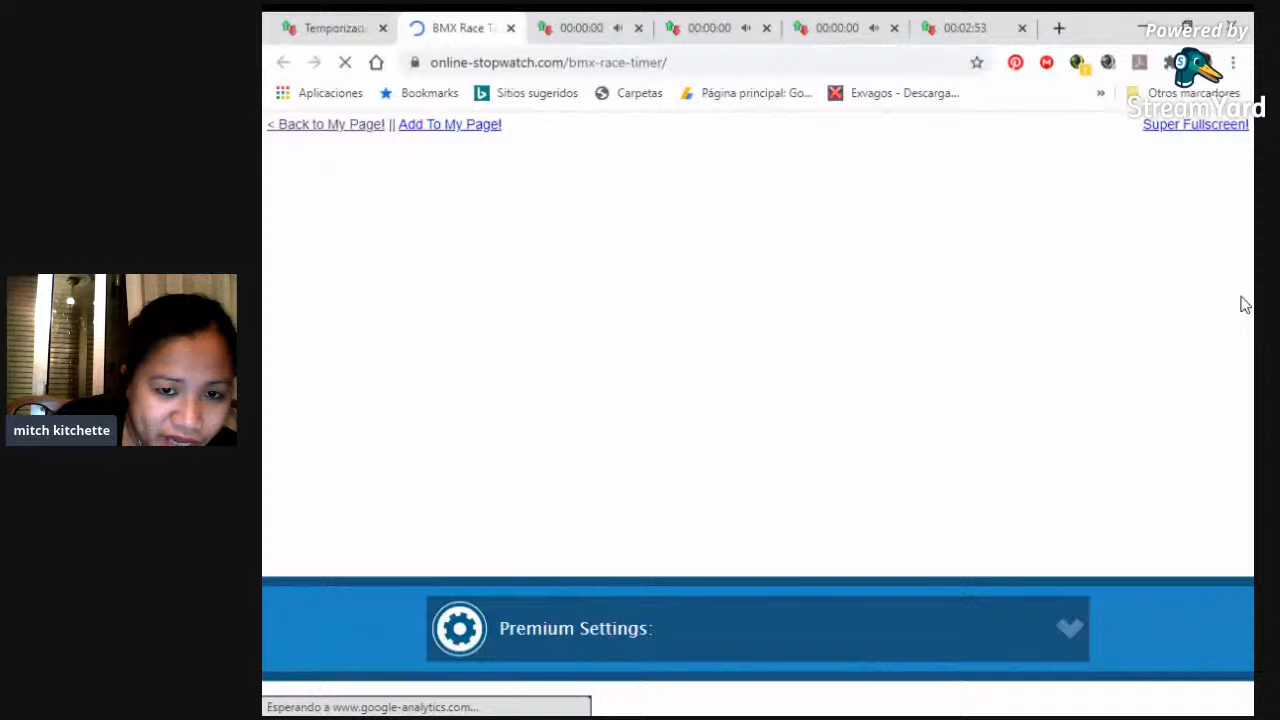 Temporizado
BMX Race T
00:00:00
00:00:00
00:00:00
00:02:53
Powered by
online-stopwatch.com/bmx-race-timer/
Aplicaciones
Bookmarks
Sitios sugeridos
Carpetas
Página principal: Go...
Exvagos - Descarga...
»
Otros marcadores
StreamYard
< Back to My Page! || Add To My Page!
Super Fullscreen!
mitch kitchette
Premium Settings:
Esperando a www.google-analytics.com...